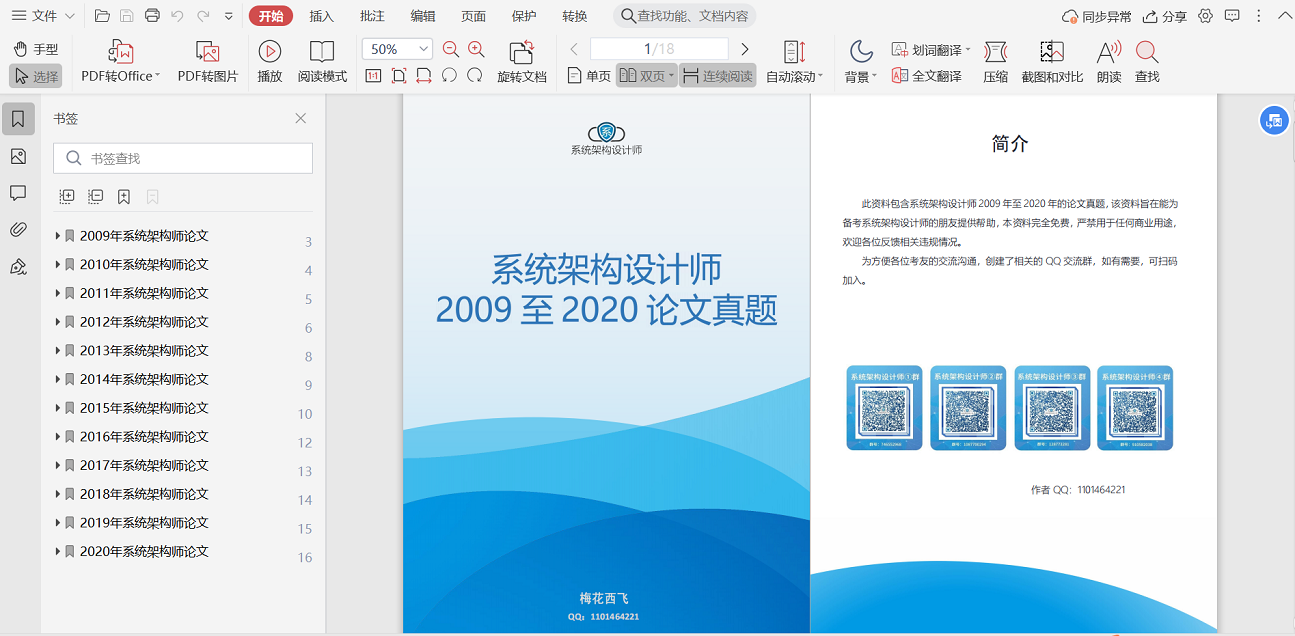 文件
开始
插入
批注
编辑
页面
保护
转换
查找功能、文档内容
同步异常
分享
手型
选择
PDF转Office
PDF转图片
播放
阅读模式
50%
1:1
旋转文档
1/18
单页
双页
连续阅读
自动滚动
背景
划词翻译
全文翻译
压缩
截图和对比
朗读
查找
书签
书签查找
2009年系统架构师论文 3
2010年系统架构师论文 4
2011年系统架构师论文 5
2012年系统架构师论文 6
2013年系统架构师论文 8
2014年系统架构师论文 9
2015年系统架构师论文 10
2016年系统架构师论文 12
2017年系统架构师论文 13
2018年系统架构师论文 14
2019年系统架构师论文 15
2020年系统架构师论文 16
系
系统架构设计师
系统架构设计师
2009 至 2020 论文真题
梅花西飞
QQ：1101464221
简介
此资料包含系统架构设计师 2009 年至 2020 年的论文真题，该资料旨在能为
备考系统架构设计师的朋友提供帮助，本资料完全免费，严禁用于任何商业用途，
欢迎各位反馈相关违规情况。
为方便各位考友的交流沟通，创建了相关的 QQ 交流群，如有需要，可扫码
加入。
系统架构设计师①群
系统架构设计师②群
系统架构设计师③群
系统架构设计师④群
作者 QQ：1101464221